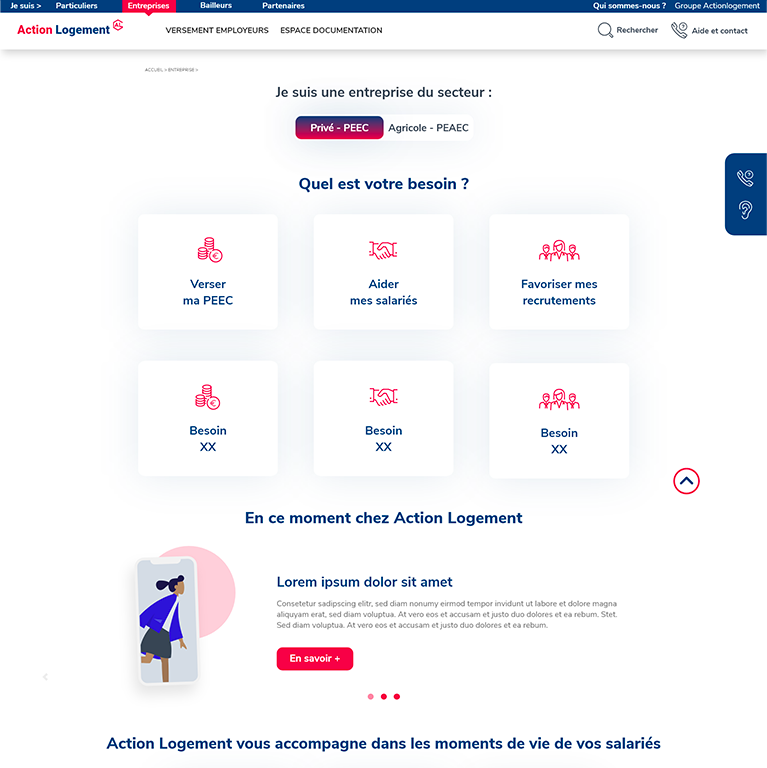 Je suis > Particuliers Entreprises Bailleurs Partenaires Qui sommes-nous ? Groupe Actionlogement
Action Logement AL VERSEMENT EMPLOYEURS ESPACE DOCUMENTATION Rechercher Aide et contact
ACCUEIL > ENTREPRISE >
Je suis une entreprise du secteur :
Privé - PEEC Agricole - PEAEC
Quel est votre besoin ?
Verser
ma PEEC
Aider
mes salariés
Favoriser mes
recrutements
Besoin
XX
Besoin
XX
Besoin
XX
En ce moment chez Action Logement
Lorem ipsum dolor sit amet
Consetetur sadipscing elitr, sed diam nonumy eirmod tempor invidunt ut labore et dolore magna
aliquyam erat, sed diam voluptua. At vero eos et accusam et justo duo dolores et ea rebum. Stet.
Sed diam voluptua. At vero eos et accusam et justo duo dolores et ea rebum.
En savoir +
Action Logement vous accompagne dans les moments de vie de vos salariés